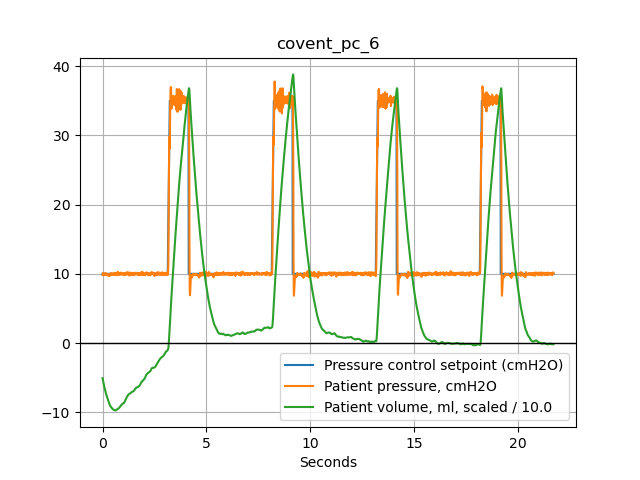 covent_pc_6
40
30
20
10
0
−10
0
5
10
15
20
Pressure control setpoint (cmH2O)
Patient pressure, cmH2O
Patient volume, ml, scaled / 10.0
Seconds